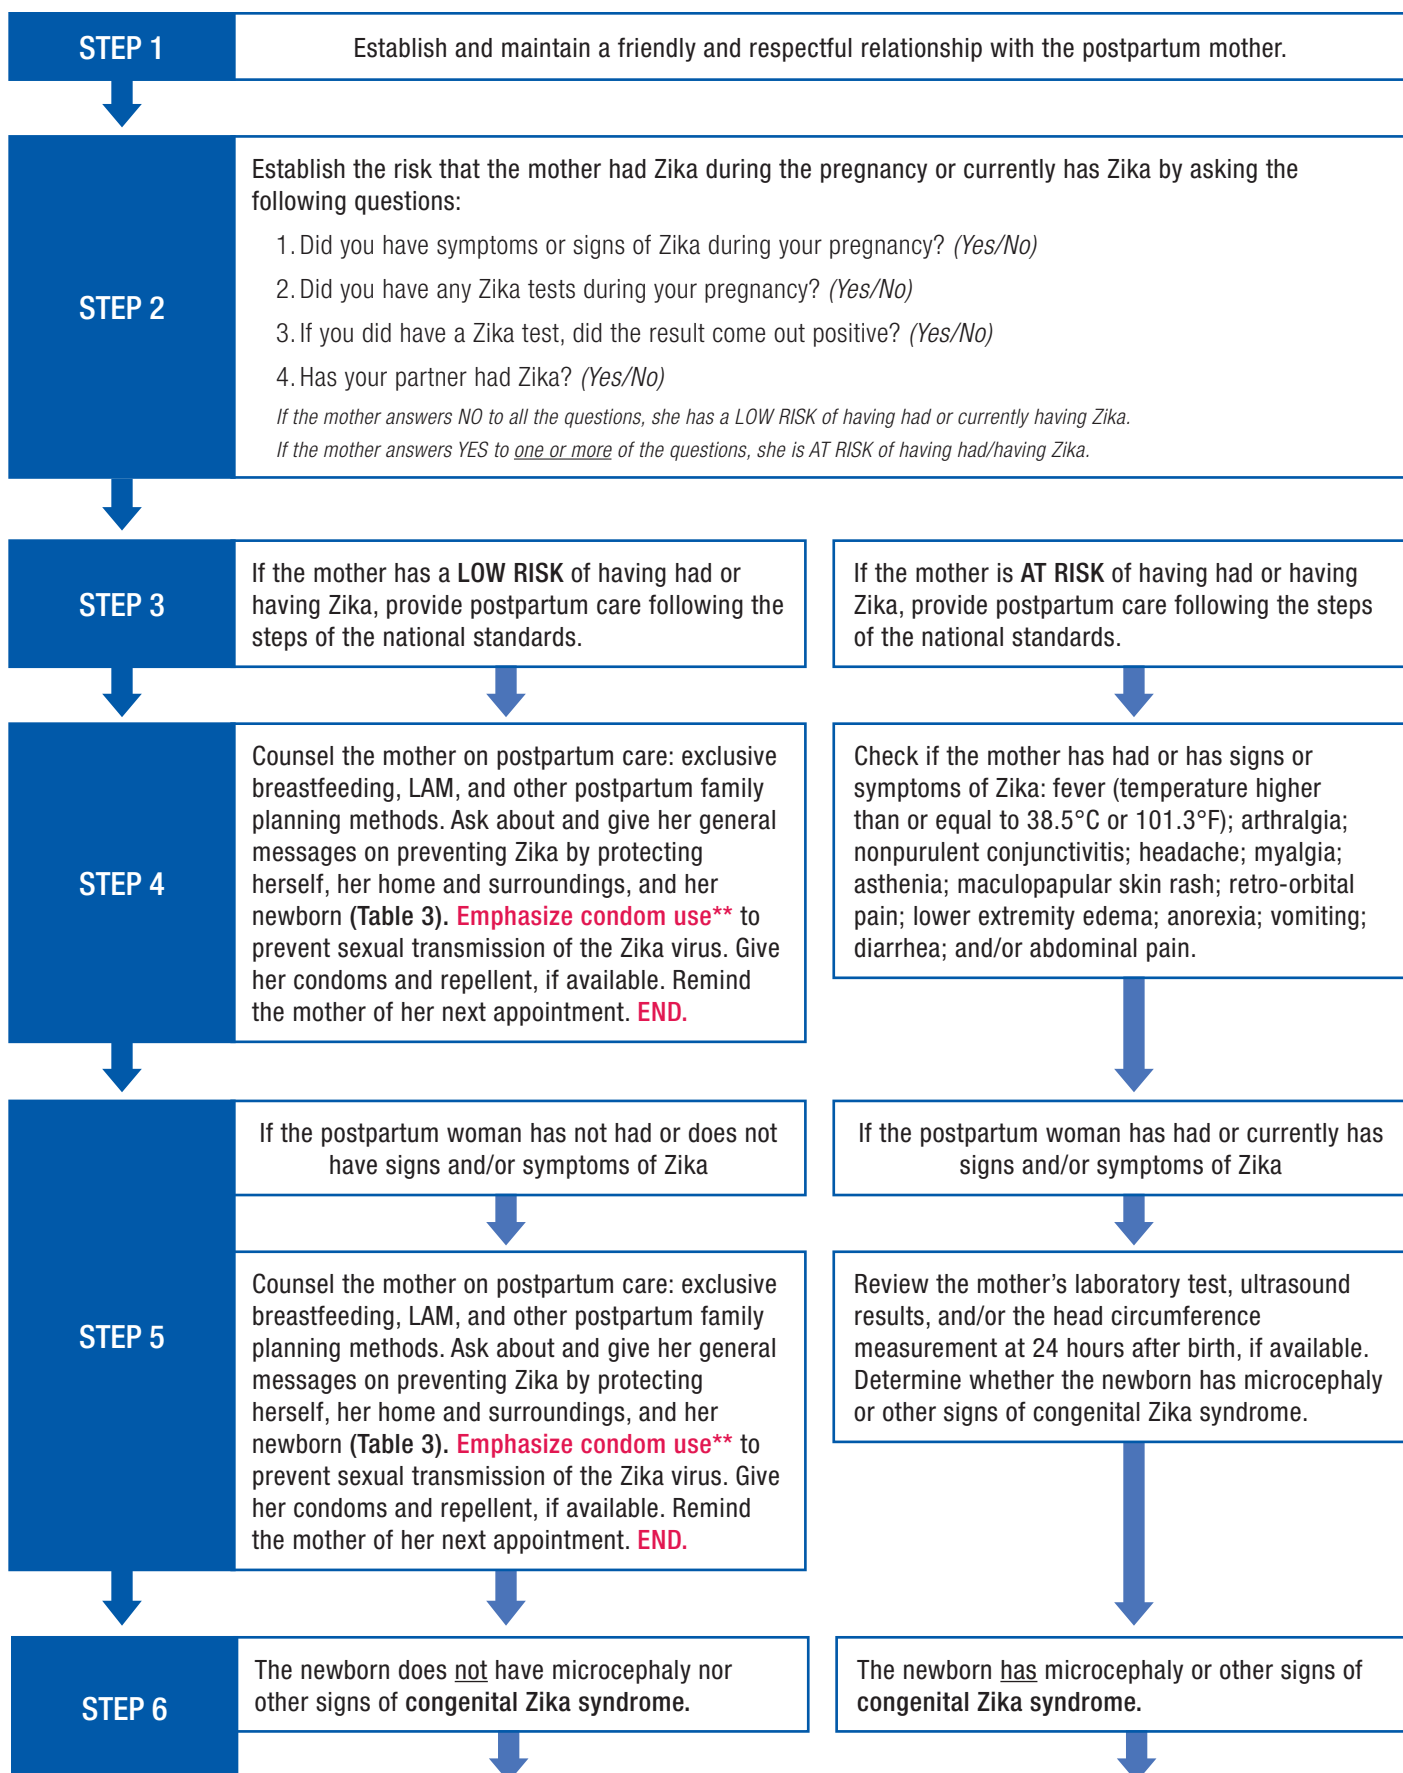 STEP 1
Establish and maintain a friendly and respectful relationship with the postpartum mother.
STEP 2
Establish the risk that the mother had Zika during the pregnancy or currently has Zika by asking the
following questions:
1. Did you have symptoms or signs of Zika during your pregnancy? (Yes/No)
2. Did you have any Zika tests during your pregnancy? (Yes/No)
3. If you did have a Zika test, did the result come out positive? (Yes/No)
4. Has your partner had Zika? (Yes/No)
If the mother answers NO to all the questions, she has a LOW RISK of having had or currently having Zika.
If the mother answers YES to one or more of the questions, she is AT RISK of having had/having Zika.
STEP 3
If the mother has a LOW RISK of having had or
having Zika, provide postpartum care following the
steps of the national standards.
If the mother is AT RISK of having had or having
Zika, provide postpartum care following the steps
of the national standards.
STEP 4
Counsel the mother on postpartum care: exclusive
breastfeeding, LAM, and other postpartum family
planning methods. Ask about and give her general
messages on preventing Zika by protecting
herself, her home and surroundings, and her
newborn (Table 3). Emphasize condom use** to
prevent sexual transmission of the Zika virus. Give
her condoms and repellent, if available. Remind
the mother of her next appointment. END.
Check if the mother has had or has signs or
symptoms of Zika: fever (temperature higher
than or equal to 38.5°C or 101.3°F); arthralgia;
nonpurulent conjunctivitis; headache; myalgia;
asthenia; maculopapular skin rash; retro-orbital
pain; lower extremity edema; anorexia; vomiting;
diarrhea; and/or abdominal pain.
STEP 5
If the postpartum woman has not had or does not
have signs and/or symptoms of Zika
If the postpartum woman has had or currently has
signs and/or symptoms of Zika
Counsel the mother on postpartum care: exclusive
breastfeeding, LAM, and other postpartum family
planning methods. Ask about and give her general
messages on preventing Zika by protecting
herself, her home and surroundings, and her
newborn (Table 3). Emphasize condom use** to
prevent sexual transmission of the Zika virus. Give
her condoms and repellent, if available. Remind
the mother of her next appointment. END.
Review the mother's laboratory test, ultrasound
results, and/or the head circumference
measurement at 24 hours after birth, if available.
Determine whether the newborn has microcephaly
or other signs of congenital Zika syndrome.
STEP 6
The newborn does not have microcephaly nor
other signs of congenital Zika syndrome.
The newborn has microcephaly or other signs of
congenital Zika syndrome.